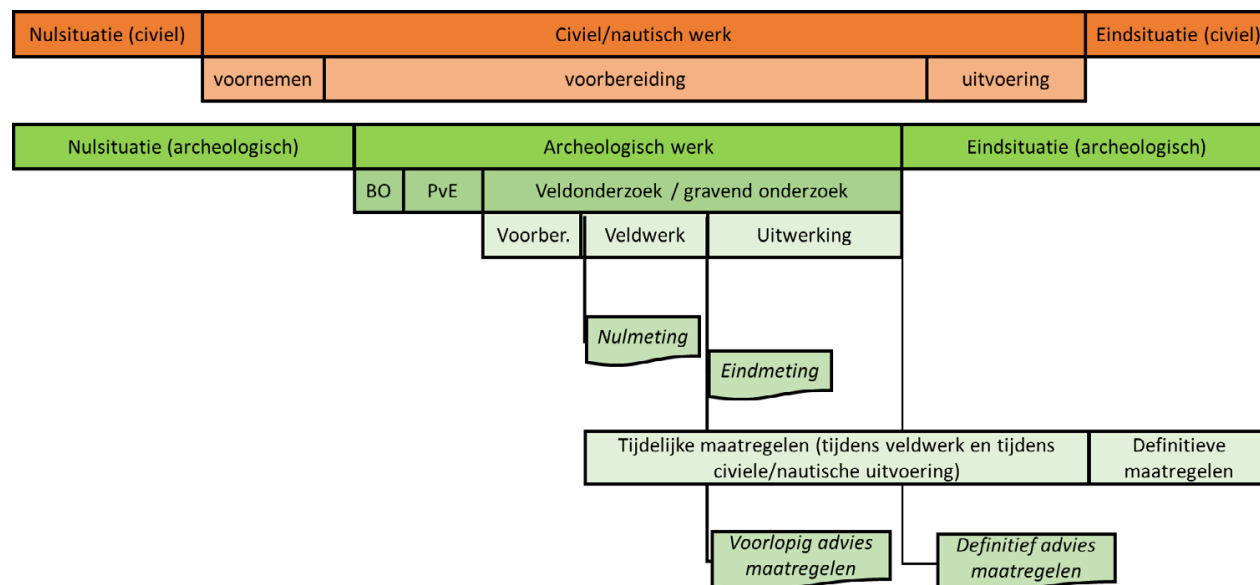 Nulsituatie (civiel)
Civiel/nautisch werk
Eindsituatie (civiel)
voornemen
voorbereiding
uitvoering
Nulsituatie (archeologisch)
Archeologisch werk
Eindsituatie (archeologisch)
BO
PvE
Veldonderzoek / gravend onderzoek
Voorber.
Veldwerk
Uitwerking
Nulmeting
Eindmeting
Tijdelijke maatregelen (tijdens veldwerk en tijdens
civiele/nautische uitvoering)
Definitieve
maatregelen
Voorlopig advies
maatregelen
Definitief advies
maatregelen